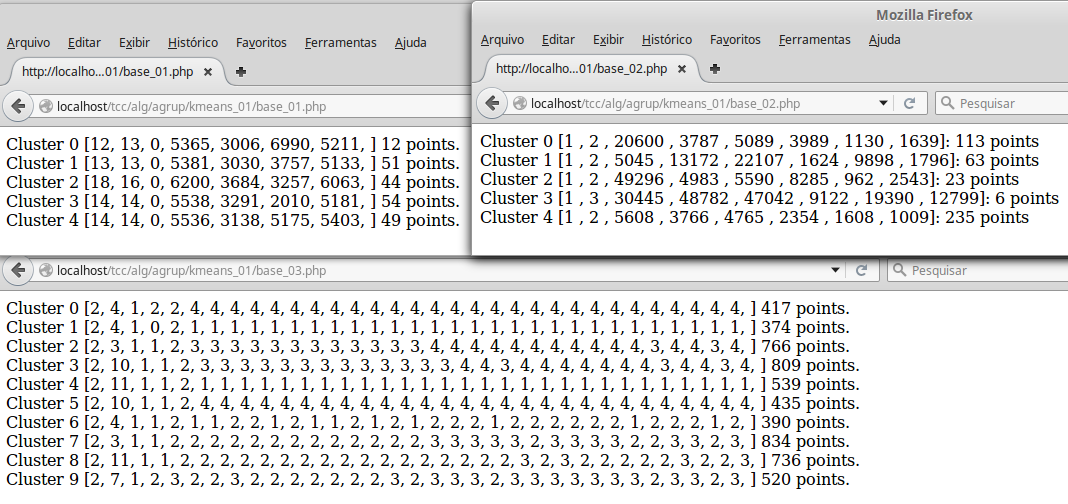 Mozilla Firefox
Arquivo Editar Exibir Histórico Favoritos Ferramentas Ajuda
http://localho...01/base_01.php
localhost/tcc/alg/agrup/kmeans_01/base_01.php
Cluster 0 [12, 13, 0, 5365, 3006, 6990, 5211, ] 12 points.
Cluster 1 [13, 13, 0, 5381, 3030, 3757, 5133, ] 51 points.
Cluster 2 [18, 16, 0, 6200, 3684, 3257, 6063, ] 44 points.
Cluster 3 [14, 14, 0, 5538, 3291, 2010, 5181, ] 54 points.
Cluster 4 [14, 14, 0, 5536, 3138, 5175, 5403, ] 49 points.
Arquivo Editar Exibir Histórico Favoritos Ferramentas Ajuda
http://localho...01/base_02.php
localhost/tcc/alg/agrup/kmeans_01/base_02.php
Pesquisar
Cluster 0 [1 , 2 , 20600 , 3787 , 5089 , 3989 , 1130 , 1639]: 113 points
Cluster 1 [1 , 2 , 5045 , 13172 , 22107 , 1624 , 9898 , 1796]: 63 points
Cluster 2 [1 , 2 , 49296 , 4983 , 5590 , 8285 , 962 , 2543]: 23 points
Cluster 3 [1 , 3 , 30445 , 48782 , 47042 , 9122 , 19390 , 12799]: 6 points
Cluster 4 [1 , 2 , 5608 , 3766 , 4765 , 2354 , 1608 , 1009]: 235 points
localhost/tcc/alg/agrup/kmeans_01/base_03.php
Pesquisar
Cluster 0 [2, 4, 1, 2, 2, 4, 4, 4, 4, 4, 4, 4, 4, 4, 4, 4, 4, 4, 4, 4, 4, 4, 4, 4, 4, 4, 4, 4, 4, 4, 4, 4, 4, ] 417 points.
Cluster 1 [2, 4, 1, 0, 2, 1, 1, 1, 1, 1, 1, 1, 1, 1, 1, 1, 1, 1, 1, 1, 1, 1, 1, 1, 1, 1, 1, 1, 1, 1, 1, 1, 1, ] 374 points.
Cluster 2 [2, 3, 1, 1, 2, 3, 3, 3, 3, 3, 3, 3, 3, 3, 3, 3, 3, 4, 4, 4, 4, 4, 4, 4, 4, 4, 4, 4, 3, 4, 4, 3, 4, ] 766 points.
Cluster 3 [2, 10, 1, 1, 2, 3, 3, 3, 3, 3, 3, 3, 3, 3, 3, 3, 3, 3, 4, 4, 3, 4, 4, 4, 4, 4, 4, 4, 3, 4, 4, 3, 4, ] 809 points.
Cluster 4 [2, 11, 1, 1, 2, 1, 1, 1, 1, 1, 1, 1, 1, 1, 1, 1, 1, 1, 1, 1, 1, 1, 1, 1, 1, 1, 1, 1, 1, 1, 1, 1, 1, ] 539 points.
Cluster 5 [2, 10, 1, 1, 2, 4, 4, 4, 4, 4, 4, 4, 4, 4, 4, 4, 4, 4, 4, 4, 4, 4, 4, 4, 4, 4, 4, 4, 4, 4, 4, 4, 4, ] 435 points.
Cluster 6 [2, 4, 1, 1, 2, 1, 1, 2, 2, 1, 2, 1, 1, 2, 1, 2, 1, 2, 2, 2, 1, 2, 2, 2, 2, 2, 2, 1, 2, 2, 2, 1, 2, ] 390 points.
Cluster 7 [2, 3, 1, 1, 2, 2, 2, 2, 2, 2, 2, 2, 2, 2, 2, 2, 2, 3, 3, 3, 3, 3, 2, 3, 3, 3, 3, 2, 2, 3, 3, 2, 3, ] 834 points.
Cluster 8 [2, 11, 1, 1, 2, 2, 2, 2, 2, 2, 2, 2, 2, 2, 2, 2, 2, 2, 2, 2, 2, 3, 2, 3, 2, 2, 2, 2, 2, 3, 2, 2, 3, ] 736 points.
Cluster 9 [2, 7, 1, 2, 3, 2, 2, 3, 2, 2, 2, 2, 2, 2, 2, 3, 2, 3, 3, 3, 2, 3, 3, 3, 3, 3, 3, 2, 3, 3, 2, 3, ] 520 points.